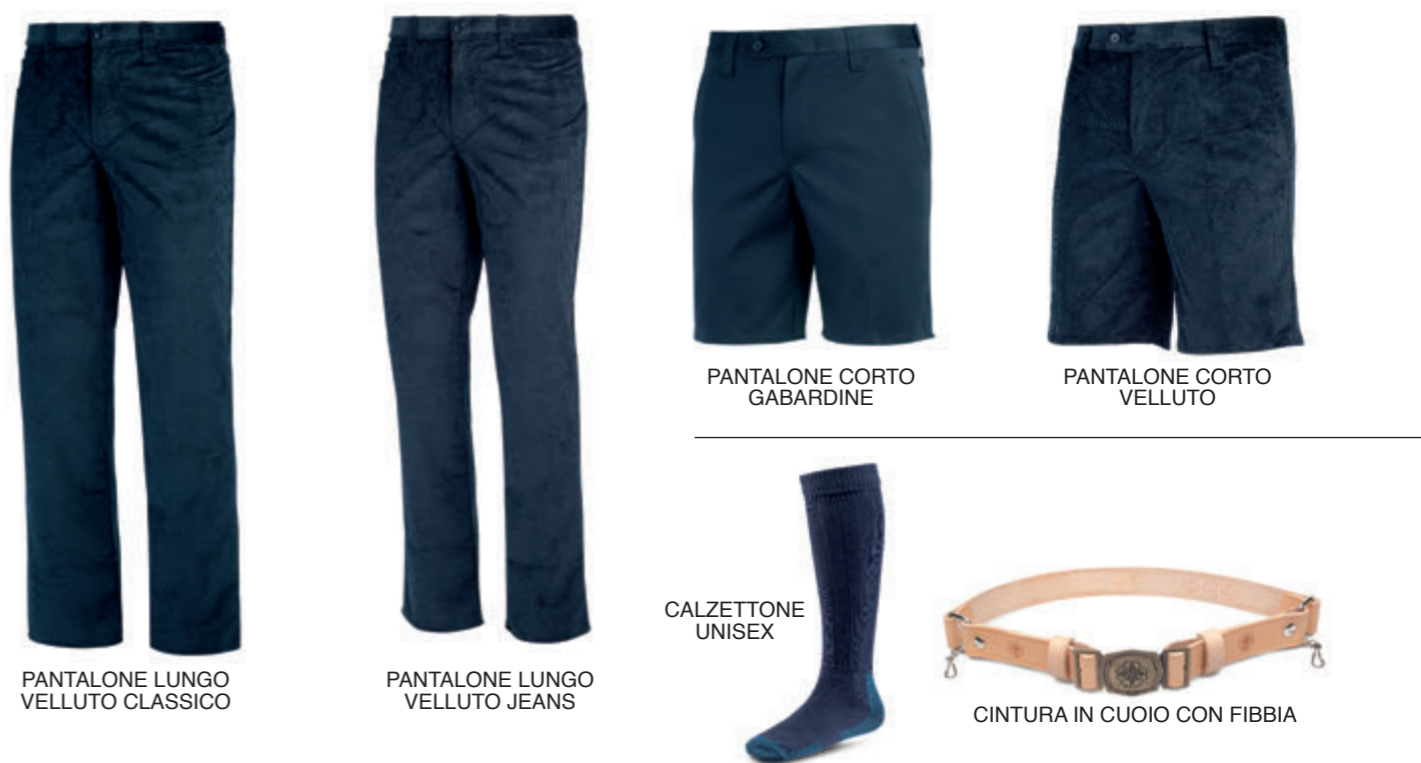 PANTALONE LUNGO
VELLUTO CLASSICO
PANTALONE LUNGO
VELLUTO JEANS
PANTALONE CORTO
GABARDINE
PANTALONE CORTO
VELLUTO
CALZETTONE
UNISEX
CINTURA IN CUOIO CON FIBBIA